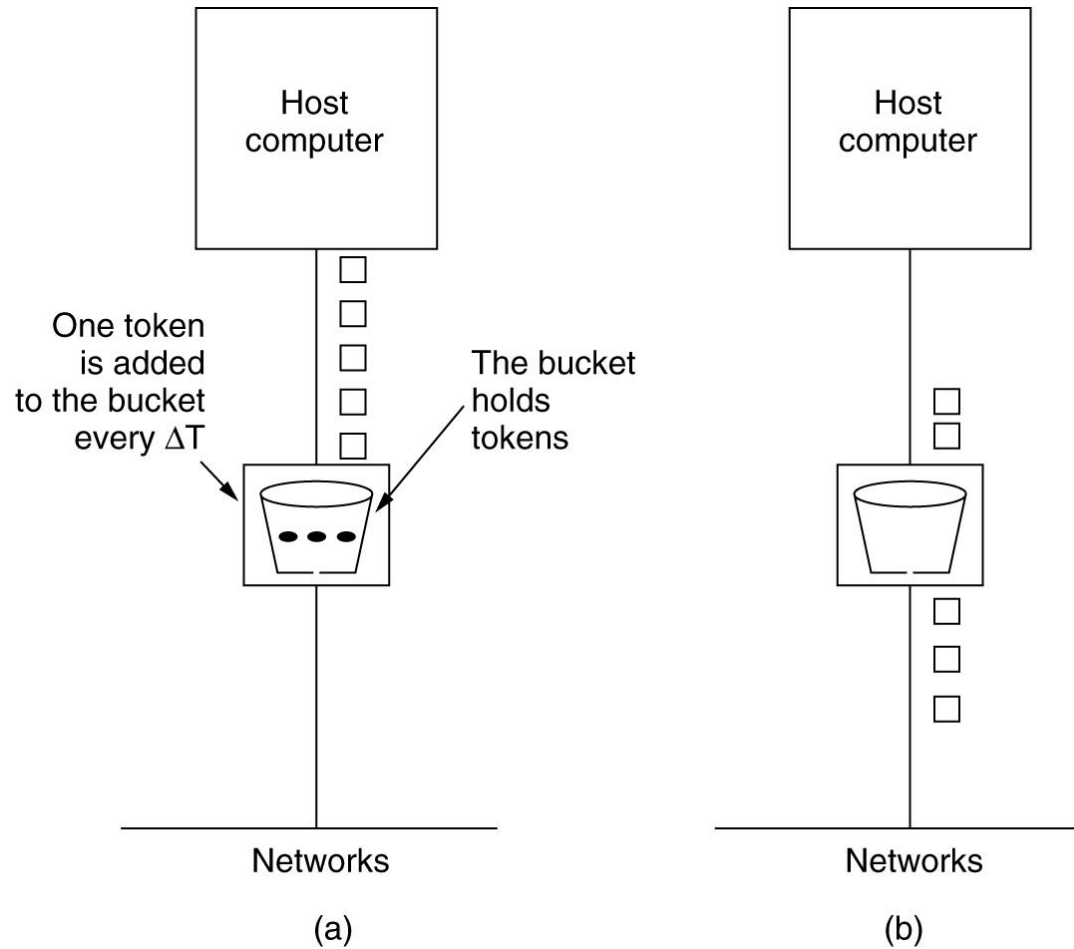 Host
computer
Host
computer
One token
is added
to the bucket
every ΔT
The bucket
holds
tokens
Networks
Networks
(a)
(b)